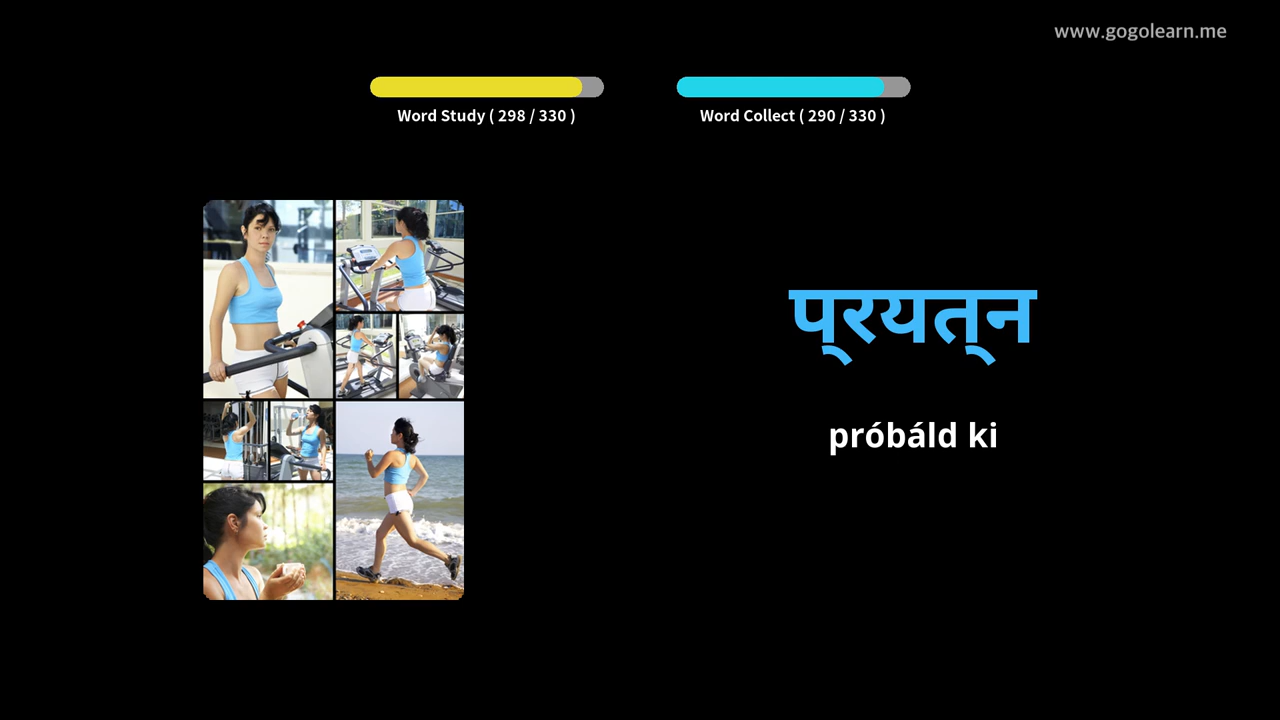 www.gogolearn.me
Word Study ( 298 / 330 )
Word Collect ( 290 / 330 )
प्रयत्न
próbáld ki